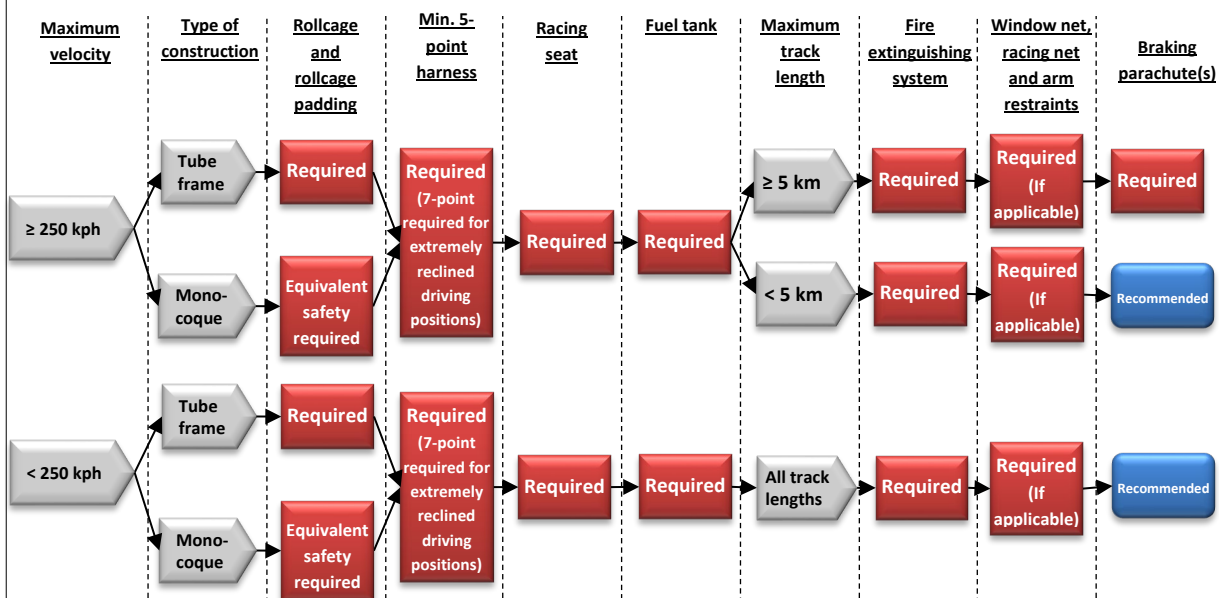 Maximum
velocity
Type of
construction
Rollcage
and
rollcage
padding
Min. 5-
point
harness
Racing
seat
Fuel tank
Maximum
track
length
Fire
extinguishing
system
Window net,
racing net
and arm
restraints
Braking
parachute(s)
≥ 250 kph
Tube
frame
Required
Mono-
coque
Equivalent
safety
required
Required
(7-point
required for
extremely
reclined
driving
positions)
Required
Required
≥ 5 km
Required
Required
(If
applicable)
Required
< 5 km
Required
Required
(If
applicable)
Recommended
< 250 kph
Tube
frame
Required
Mono-
coque
Equivalent
safety
required
Required
(7-point
required for
extremely
reclined
driving
positions)
Required
Required
All track
lengths
Required
Required
(If
applicable)
Recommended